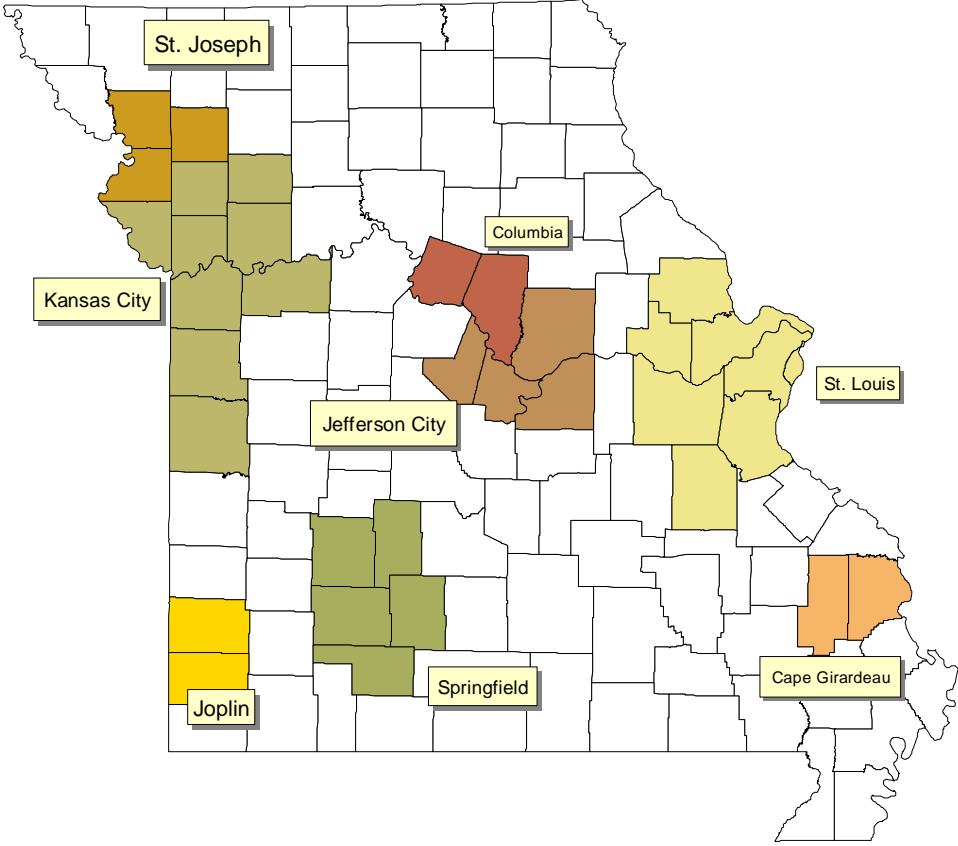 St. Joseph
Columbia
Kansas City
St. Louis
Jefferson City
Cape Girardeau
Springfield
Joplin